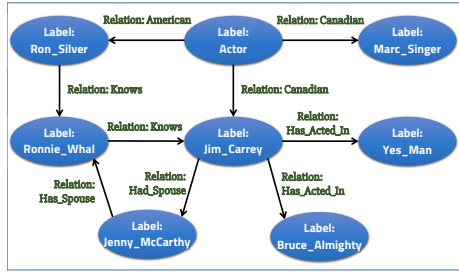 Relation: American
Relation: Canadian
Label:
Ron_Silver
Label:
Actor
Label:
Marc_Singer
Relation: Knows
Relation: Canadian
Label:
Ronnie_Whal
Relation: Knows
Label:
Jim_Carrey
Relation:
Has_Acted_In
Label:
Yes_Man
Relation:
Has_Spouse
Relation:
Had_Spouse
Relation:
Has_Acted_In
Label:
Jenny_McCarthy
Label:
Bruce_Almighty